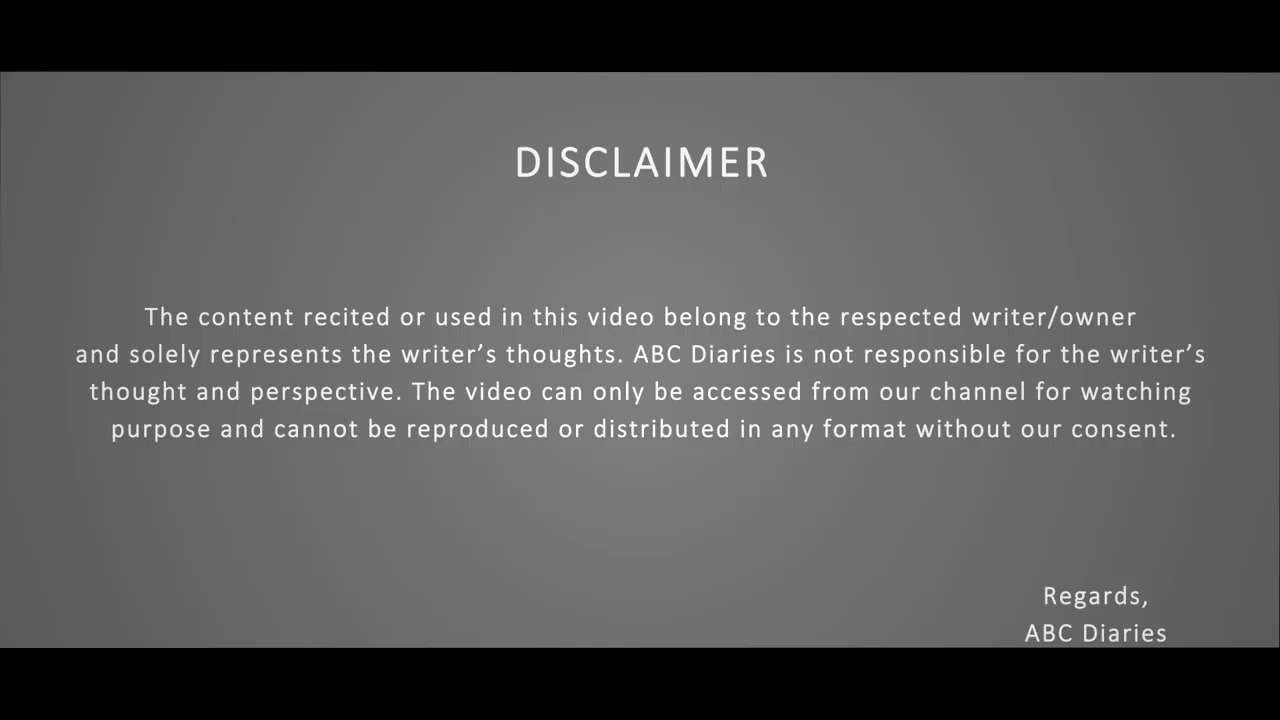 DISCLAIMER
The content recited or used in this video belong to the respected writer/owner
and solely represents the writer’s thoughts. ABC Diaries is not responsible for the writer’s
thought and perspective. The video can only be accessed from our channel for watching
purpose and cannot be reproduced or distributed in any format without our consent.
Regards,
ABC Diaries